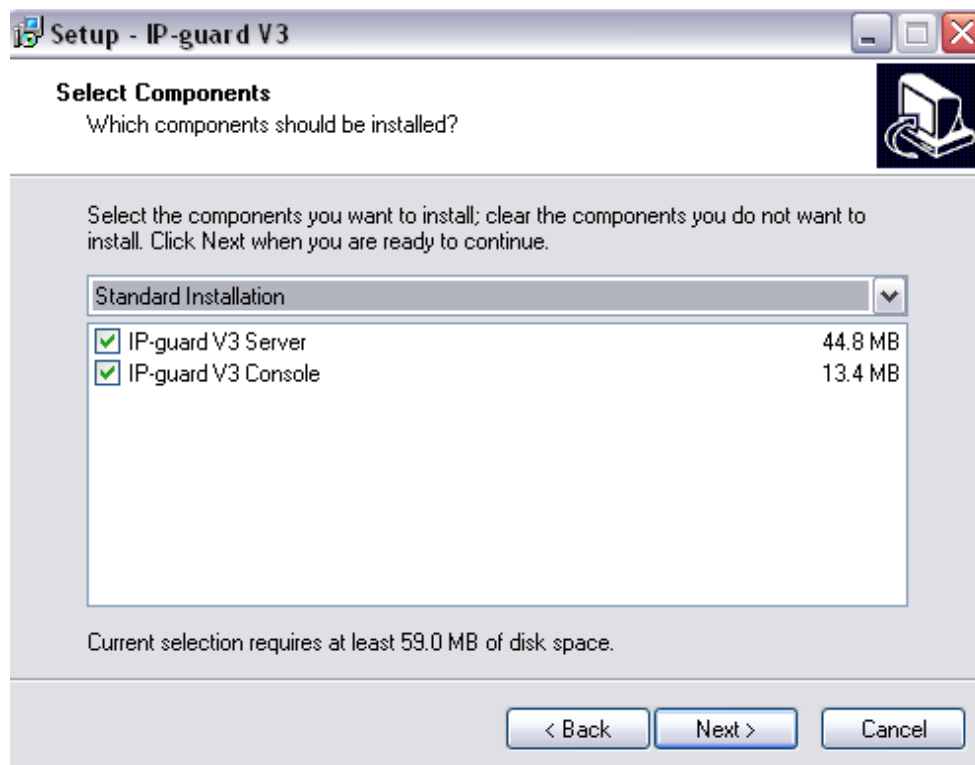 Setup - IP-guard V3
Select Components
Which components should be installed?
Select the components you want to install; clear the components you do not want to
install. Click Next when you are ready to continue.
Standard Installation
IP-guard V3 Server 44.8 MB
IP-guard V3 Console 13.4 MB
Current selection requires at least 59.0 MB of disk space.
< Back Next > Cancel